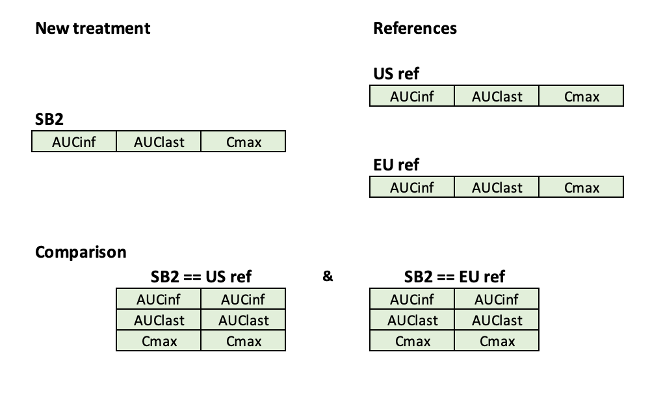 New treatment References
US ref
AUCinf AUClast Cmax
SB2
AUCinf AUClast Cmax
EU ref
AUCinf AUClast Cmax
Comparison
SB2 == US ref & SB2 == EU ref
AUCinf AUCinf AUCinf AUCinf
AUClast AUClast AUClast AUClast
Cmax Cmax Cmax Cmax